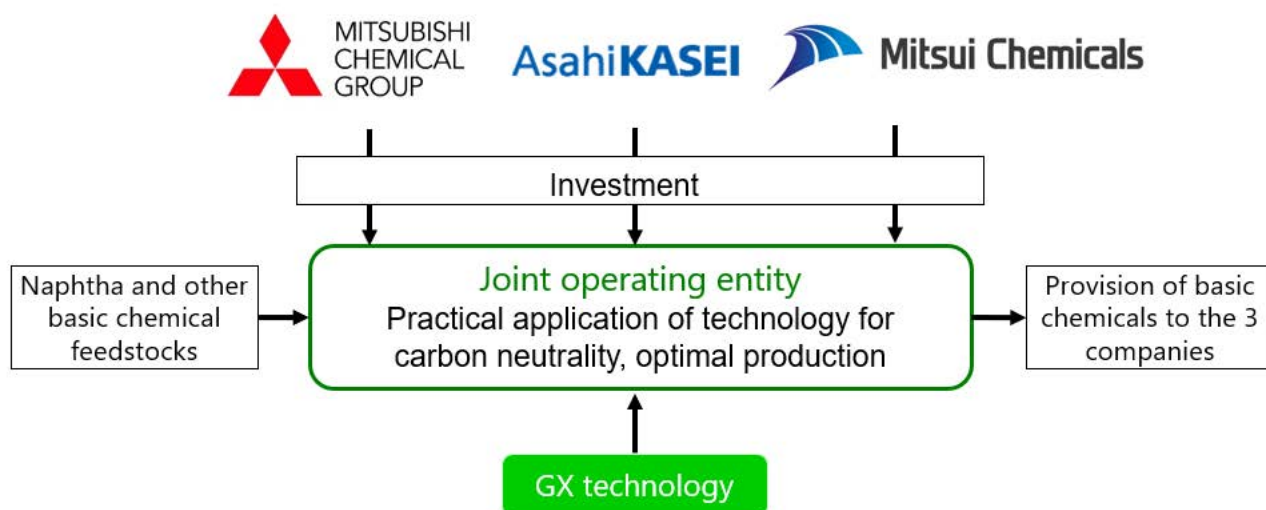 MITSUBISHI
CHEMICAL
GROUP
AsahiKASEI
Mitsui Chemicals
Investment
Naphtha and other
basic chemical
feedstocks
Joint operating entity
Practical application of technology for
carbon neutrality, optimal production
Provision of basic
chemicals to the 3
companies
GX technology